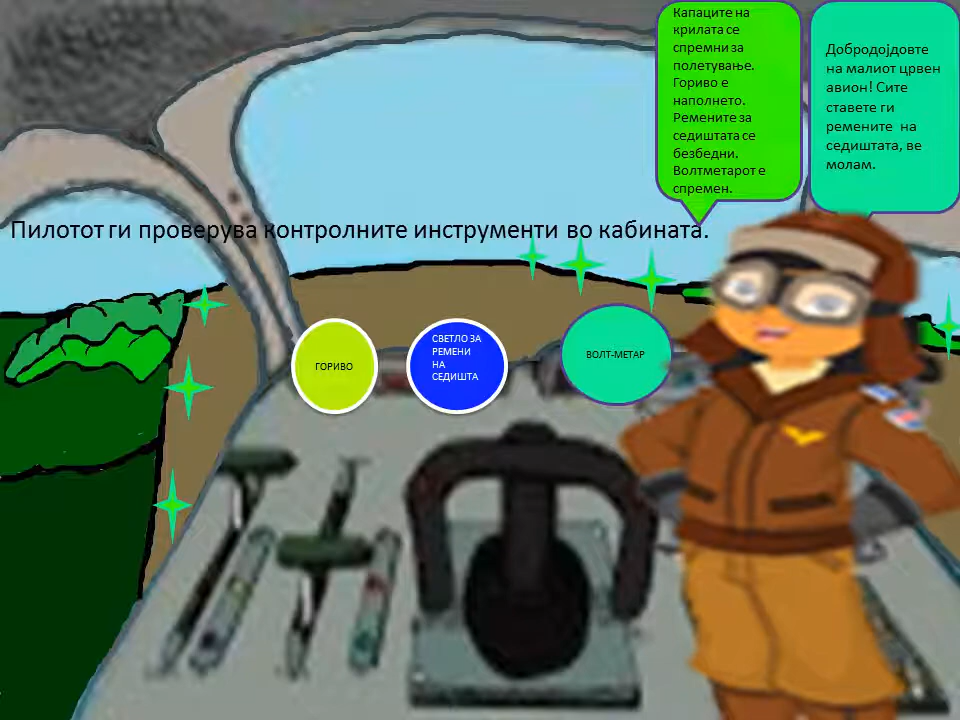 Капаците на
крилата се
спремни за
полетување.
Гориво е
наполнето.
Ремените за
седиштата се
безбедни.
Волтметарот е
спремен.
Добродојдовте
на малиот црвен
авион! Сите
ставете ги
ремените на
седиштата, ве
молам.
Пилотот ги проверува контролните инструменти во кабината.
ГОРИВО
СВЕТЛО ЗА
РЕМЕНИ
НА
СЕДИШТА
ВОЛТ-МЕТАР